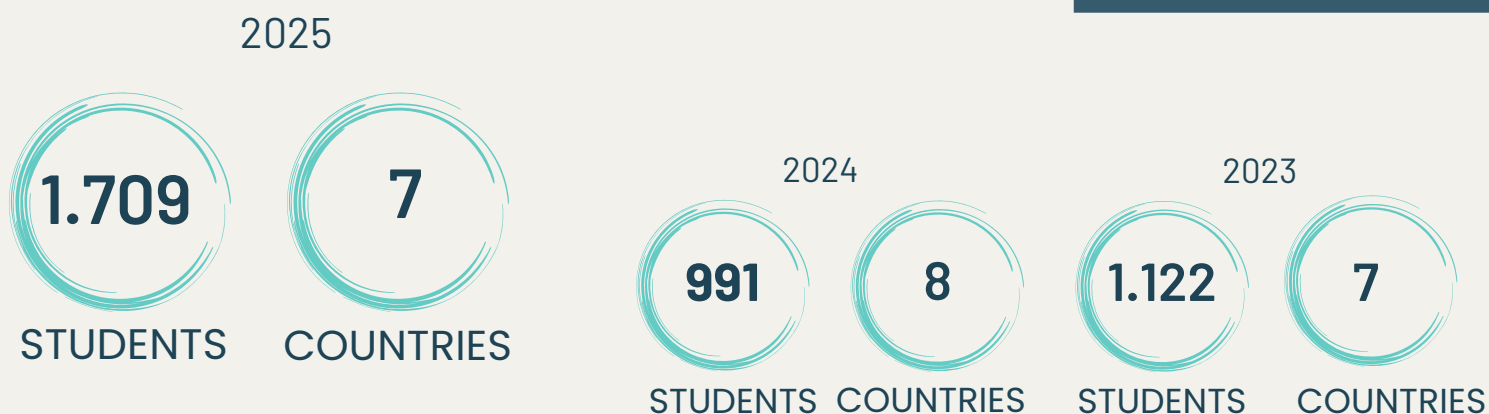 2025
1.709
7
STUDENTS
COUNTRIES
2024
991
8
STUDENTS
COUNTRIES
2023
1.122
7
STUDENTS
COUNTRIES